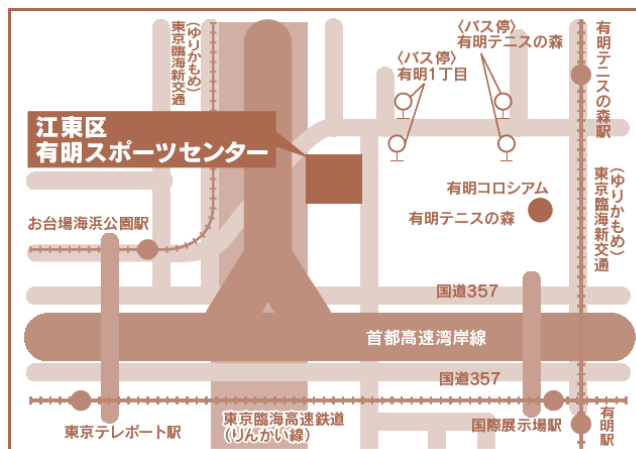 東京臨海新交通
(ゆりかもめ)
〈バス停〉
有明テニスの森
〈バス停〉
有明1丁目
有明テニスの森駅
江東区
有明スポーツセンター
東京臨海新交通
(ゆりかもめ)
有明コロシアム
有明テニスの森
お台場海浜公園駅
国道357
首都高速湾岸線
国道357
東京テレポート駅
東京臨海高速鉄道
(りんかい線)
国際展示場駅
有明駅